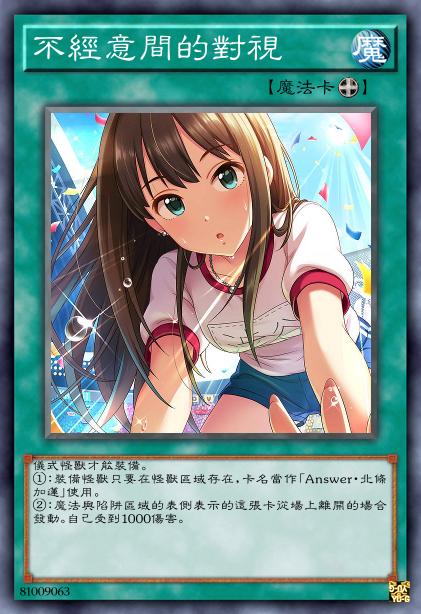 不經意間的對視
魔
【魔法卡】
儀式怪獸才能裝備。
①:裝備怪獸只要在怪獸區域存在,卡名當作「Answer・北條
加蓮」使用。
②:魔法與陷阱區域的表側表示的這張卡從場上離開的場合
發動。自己受到1000傷害。
81009063